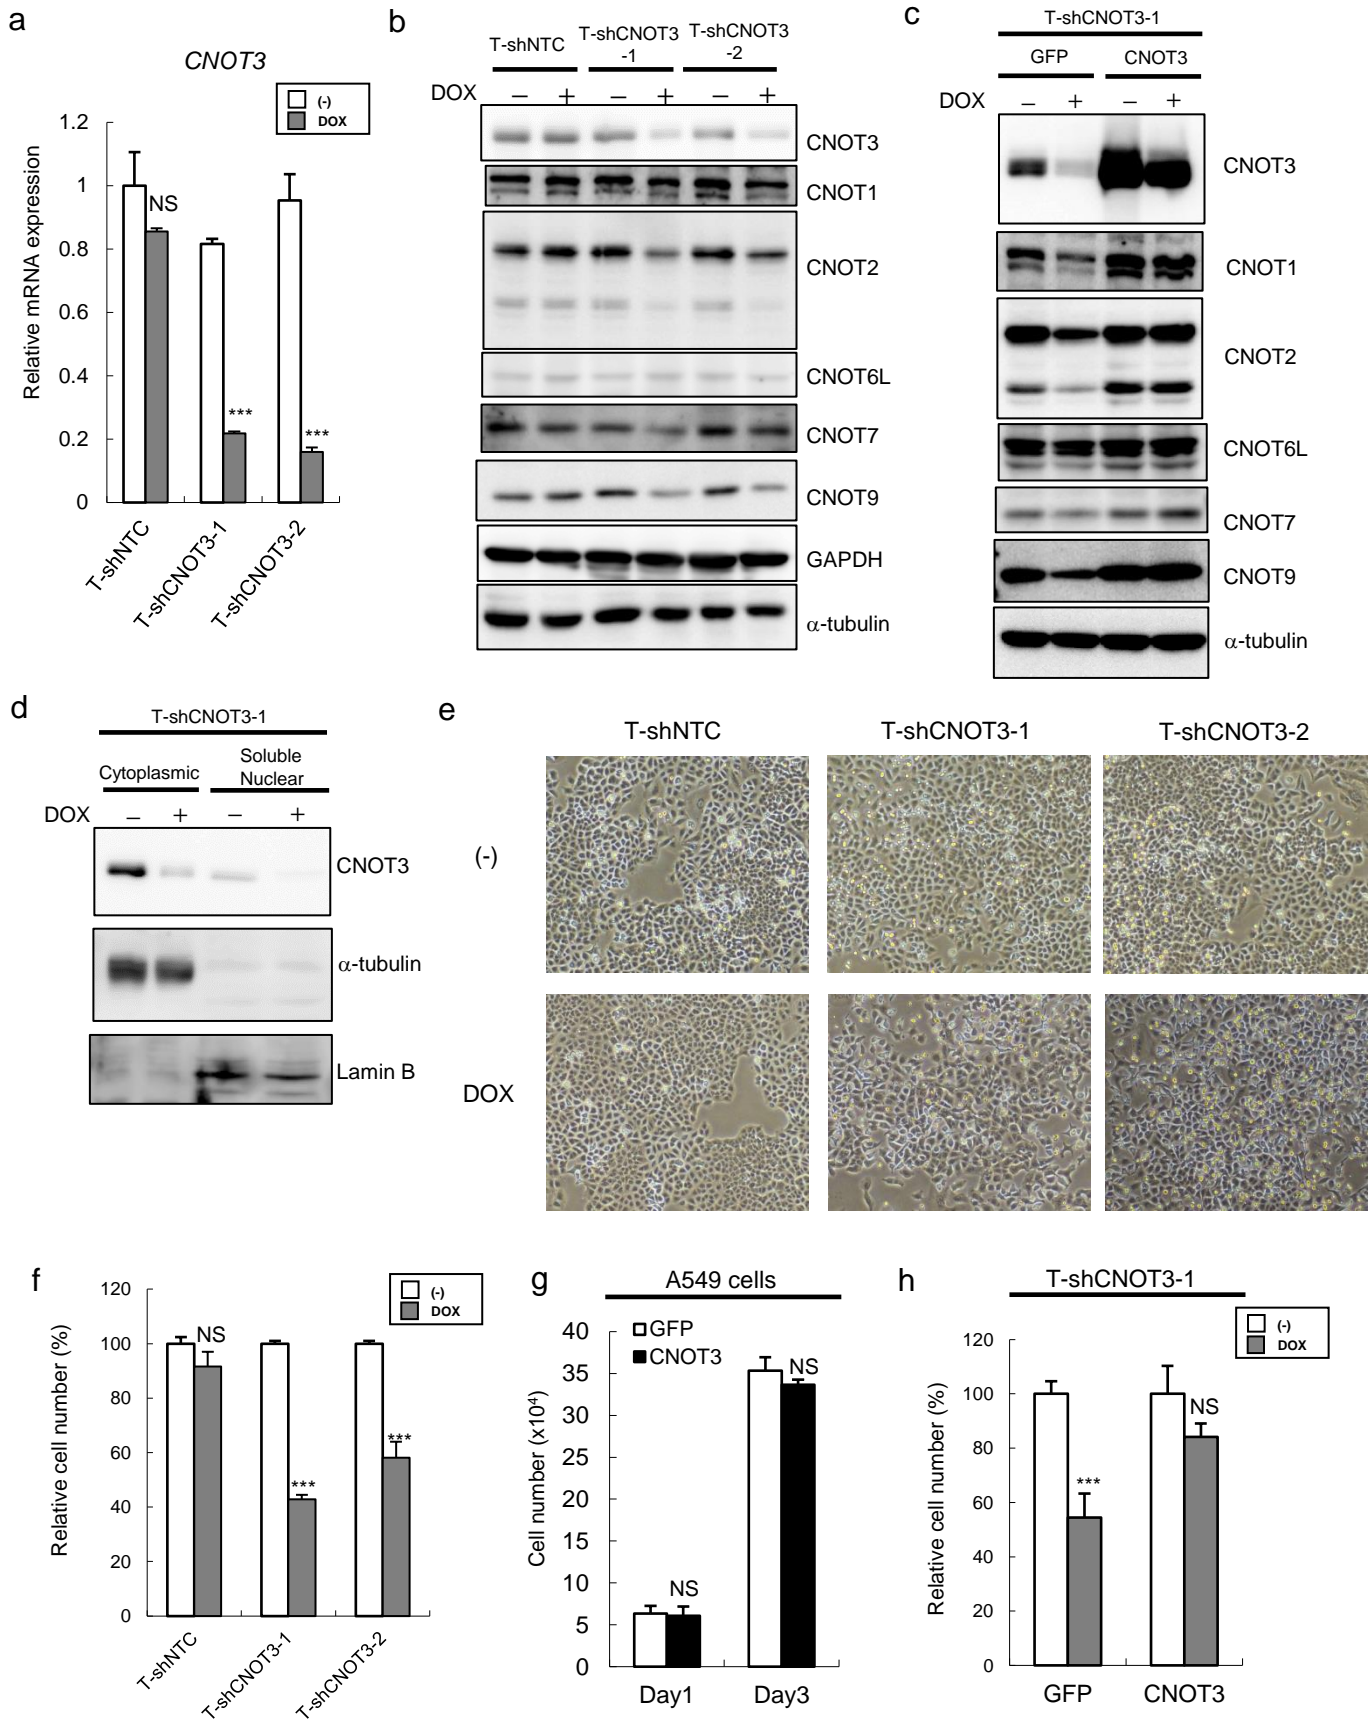 a
CNOT3
(-)
DOX
Relative mRNA expression
1.2
1
0.8
0.6
0.4
0.2
0
NS
***
***
T-shNTC
T-shCNOT3-1
T-shCNOT3-2
b
T-shNTC
T-shCNOT3
-1
T-shCNOT3
-2
DOX − + − + − +
CNOT3
CNOT1
CNOT2
CNOT6L
CNOT7
CNOT9
GAPDH
α-tubulin
c
T-shCNOT3-1
GFP CNOT3
DOX − + − +
CNOT3
CNOT1
CNOT2
CNOT6L
CNOT7
CNOT9
α-tubulin
d
T-shCNOT3-1
Cytoplasmic
Soluble
Nuclear
DOX − + − +
CNOT3
α-tubulin
Lamin B
e
T-shNTC T-shCNOT3-1 T-shCNOT3-2
(-)
DOX
f
(-)
DOX
Relative cell number (%)
120
100
80
60
40
20
0
NS
***
***
T-shNTC
T-shCNOT3-1
T-shCNOT3-2
g
A549 cells
GFP
CNOT3
Cell number (x10⁴)
40
35
30
25
20
15
10
5
0
NS
NS
Day1 Day3
h
T-shCNOT3-1
(-)
DOX
Relative cell number (%)
120
100
80
60
40
20
0
***
NS
GFP CNOT3